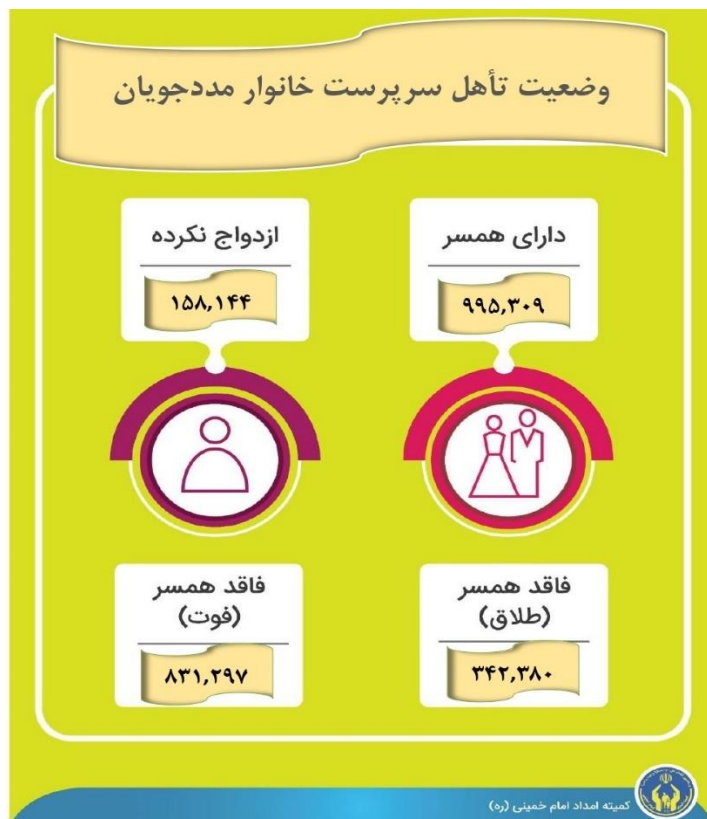 وضعیت تأهل سرپرست خانوار مددجویان
دارای همسر
۹۹۵,۳۰۹
ازدواج نکرده
۱۵۸,۱۴۴
فاقد همسر
(طلاق)
۳۴۲,۳۸۰
فاقد همسر
(فوت)
۸۳۱,۲۹۷
کمیته امداد امام خمینی (ره)